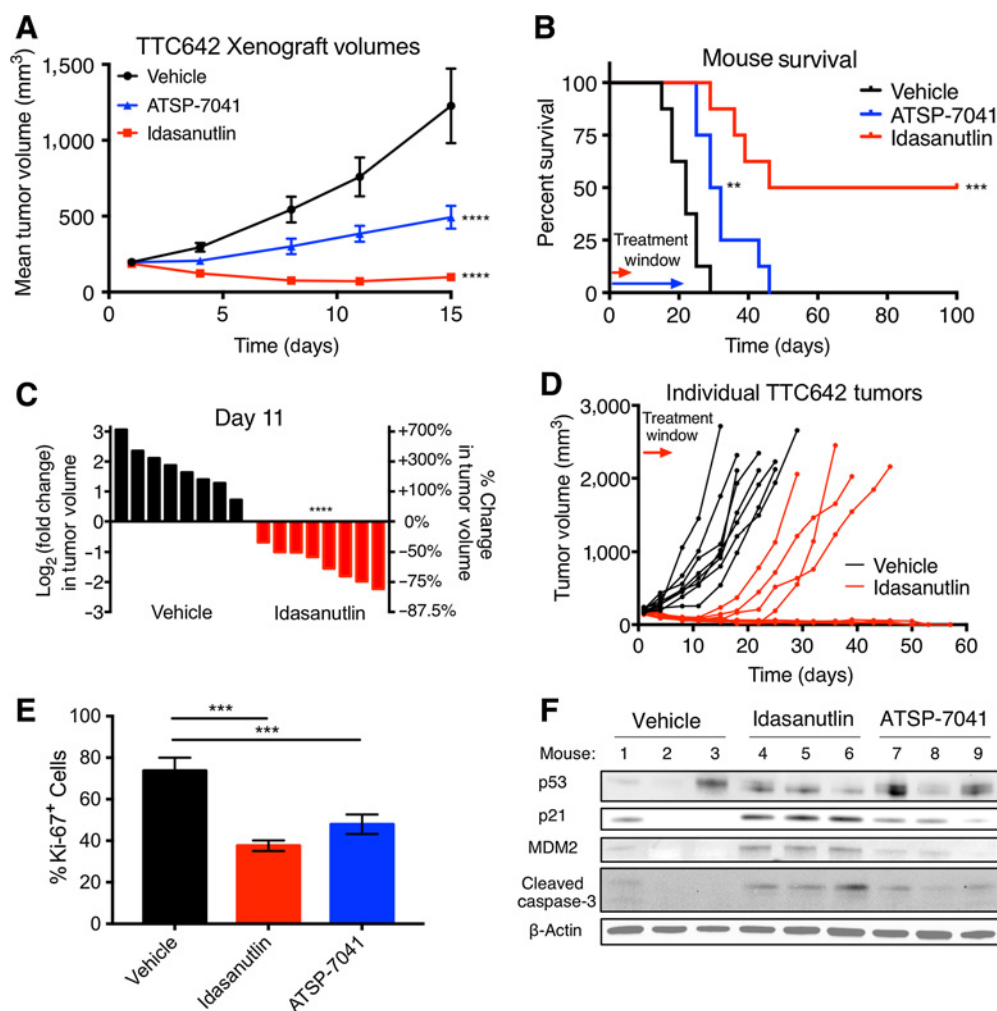 A
TTC642 Xenograft volumes
Mean tumor volume (mm³)
1,500
1,000
500
0
Vehicle
ATSP-7041
Idasanutlin
****
****
0
5
10
15
Time (days)
B
Mouse survival
Percent survival
100
75
50
25
0
Vehicle
ATSP-7041
Idasanutlin
**
***
Treatment
window
0
20
40
60
80
100
Time (days)
C
Day 11
Log₂ (fold change)
in tumor volume
3
2
1
0
−1
−2
−3
****
Vehicle
Idasanutlin
+700%
+300%
+100%
0%
−50%
−75%
−87.5%
% Change
in tumor volume
D
Individual TTC642 tumors
Tumor volume (mm³)
3,000
2,000
1,000
0
Treatment
window
Vehicle
Idasanutlin
0
10
20
30
40
50
60
Time (days)
E
% Ki-67⁺ Cells
100
80
60
40
20
0
***
***
Vehicle
Idasanutlin
ATSP-7041
F
Vehicle Idasanutlin ATSP-7041
Mouse: 1 2 3 4 5 6 7 8 9
p53
p21
MDM2
Cleaved
caspase-3
β-Actin